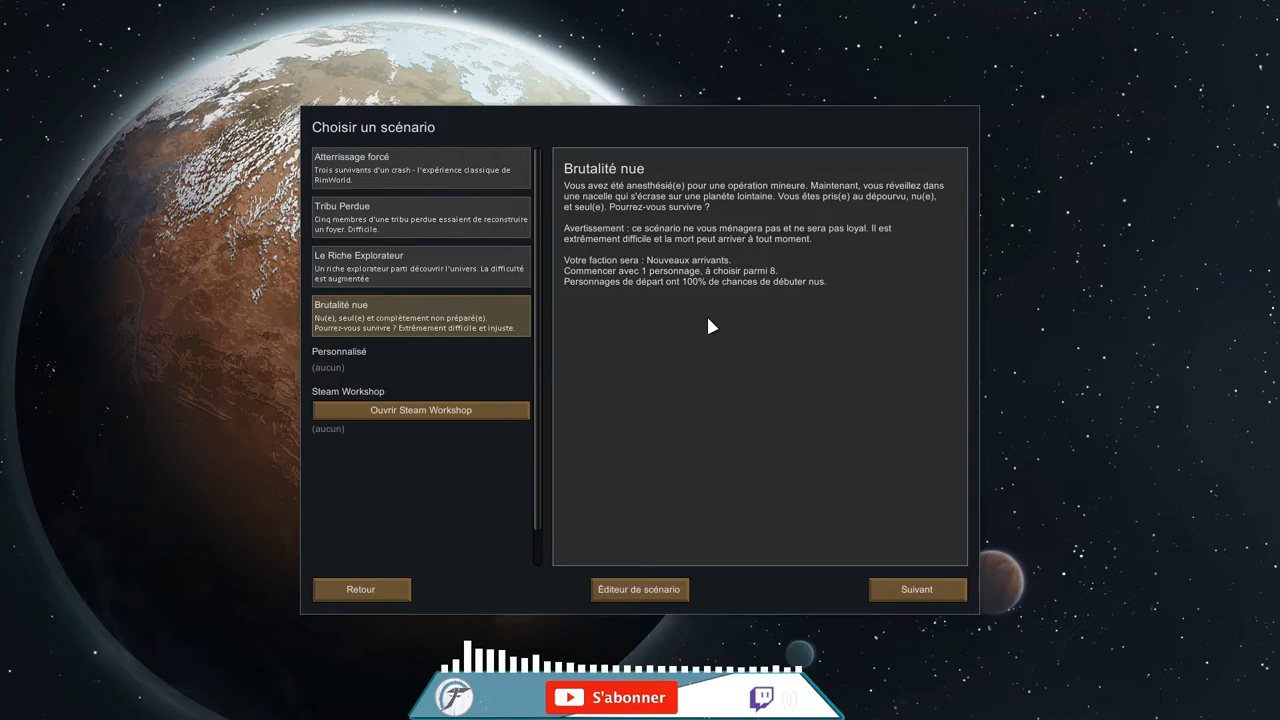 Choisir un scénario
Atterrissage forcé
Trois survivants d'un crash - l'expérience classique de
RimWorld.
Tribu Perdue
Cinq membres d'une tribu perdue essaient de reconstruire
un foyer. Difficile.
Le Riche Explorateur
Un riche explorateur parti découvrir l'univers. La difficulté
est augmentée
Brutalité nue
Nu(e), seul(e) et complètement non préparé(e).
Pourrez-vous survivre ? Extrêmement difficile et injuste.
Personnalisé
(aucun)
Steam Workshop
Ouvrir Steam Workshop
(aucun)
Brutalité nue
Vous avez été anesthésié(e) pour une opération mineure. Maintenant, vous réveillez dans
une nacelle qui s'écrase sur une planète lointaine. Vous êtes pris(e) au dépourvu, nu(e),
et seul(e). Pourrez-vous survivre ?
Avertissement : ce scénario ne vous ménagera pas et ne sera pas loyal. Il est
extrêmement difficile et la mort peut arriver à tout moment.
Votre faction sera : Nouveaux arrivants.
Commencer avec 1 personnage, à choisir parmi 8.
Personnages de départ ont 100% de chances de débuter nus.
Retour
Éditeur de scénario
Suivant
S'abonner